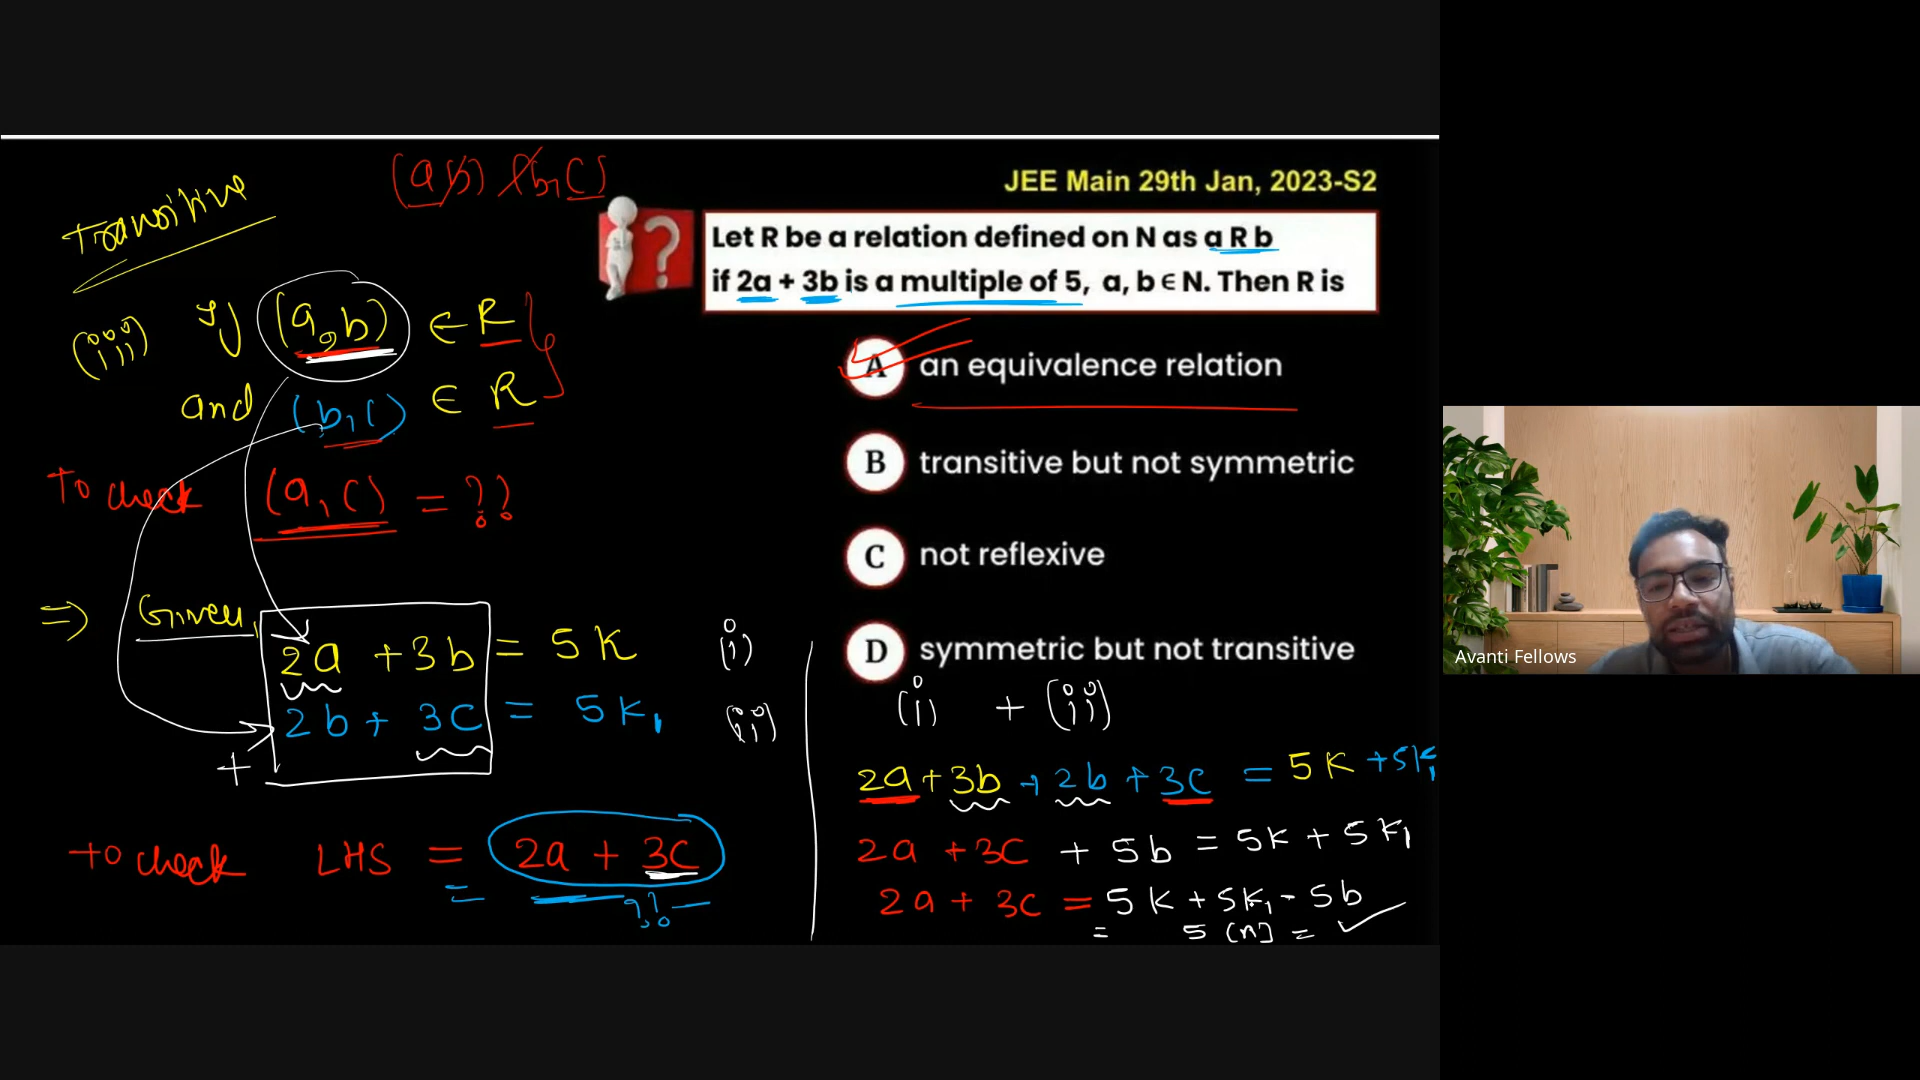 Transitive
(a, b) (b, c)
(iii) If (a, b) ∈ R
and (b, c) ∈ R
To check (a, c) = ??
=> Given,
2a + 3b = 5k (i)
2b + 3c = 5k₁ (ii)
+
To check LHS = 2a + 3c
= ??
JEE Main 29th Jan, 2023-S2
Let R be a relation defined on N as a R b
if 2a + 3b is a multiple of 5, a, b ∈ N. Then R is
A an equivalence relation
B transitive but not symmetric
C not reflexive
D symmetric but not transitive
(i) + (ii)
2a + 3b + 2b + 3c = 5k + 5k₁
2a + 3c + 5b = 5k + 5k₁
2a + 3c = 5k + 5k₁ - 5b
= 5 [n] =
Avanti Fellows